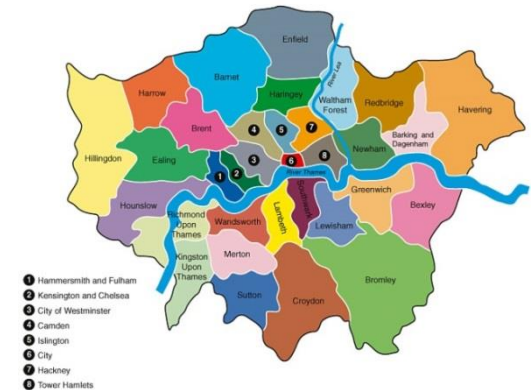 Enfield
River Lea
Barnet
Harrow
Haringey
Waltham
Forest
Redbridge
Havering
Brent
Barking and
Dagenham
Hillingdon
Ealing
4
5
7
3
6
8
1
2
Newham
River Thames
Hounslow
Greenwich
Bexley
Richmond
Upon
Thames
Wandsworth
Lambeth
Southwark
Lewisham
Kingston
Upon
Thames
Merton
Sutton
Croydon
Bromley
1 Hammersmith and Fulham
2 Kensington and Chelsea
3 City of Westminster
4 Camden
5 Islington
6 City
7 Hackney
8 Tower Hamlets